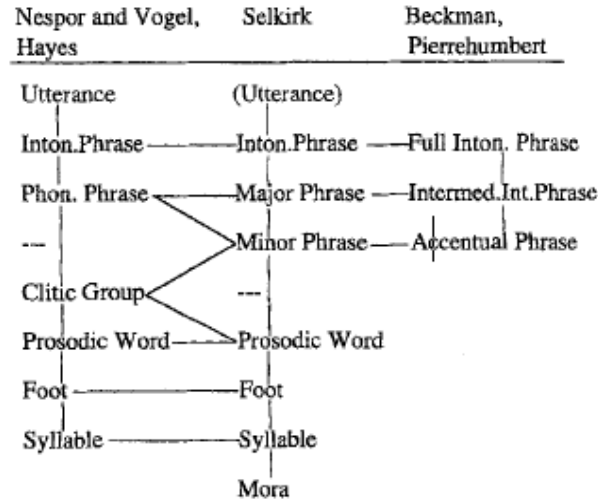 Nespor and Vogel, Selkirk Beckman,
Hayes Pierrehumbert
Utterance (Utterance)
Inton.Phrase Inton.Phrase Full Inton. Phrase
Phon. Phrase Major Phrase Intermed.Int.Phrase
--- Minor Phrase Accentual Phrase
Clitic Group ---
Prosodic Word Prosodic Word
Foot Foot
Syllable Syllable
Mora